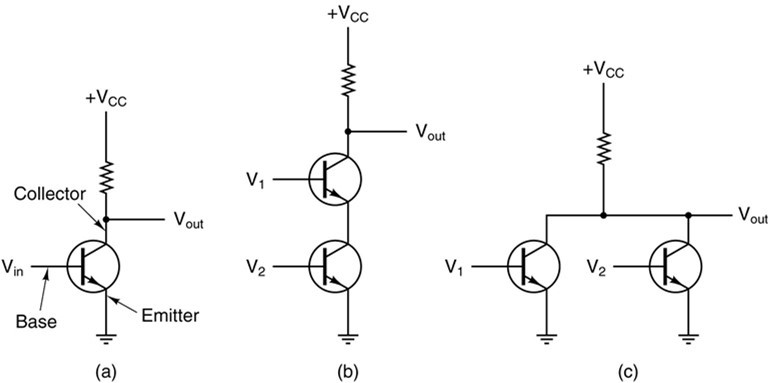 +VCC
Collector
Vout
Vin
Base
Emitter
(a)
+VCC
Vout
V1
V2
(b)
+VCC
Vout
V1
V2
(c)